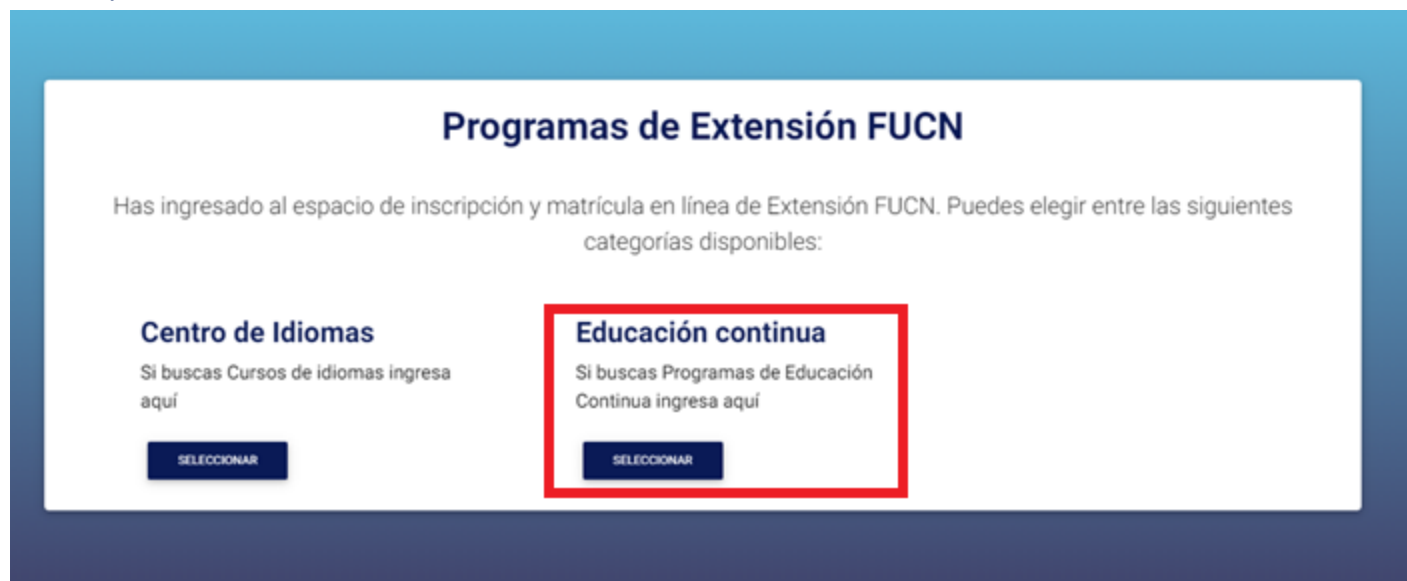 Programas de Extensión FUCN
Has ingresado al espacio de inscripción y matrícula en línea de Extensión FUCN. Puedes elegir entre las siguientes
categorías disponibles:
Centro de Idiomas
Si buscas Cursos de idiomas ingresa
aquí
SELECCIONAR
Educación continua
Si buscas Programas de Educación
Continua ingresa aquí
SELECCIONAR